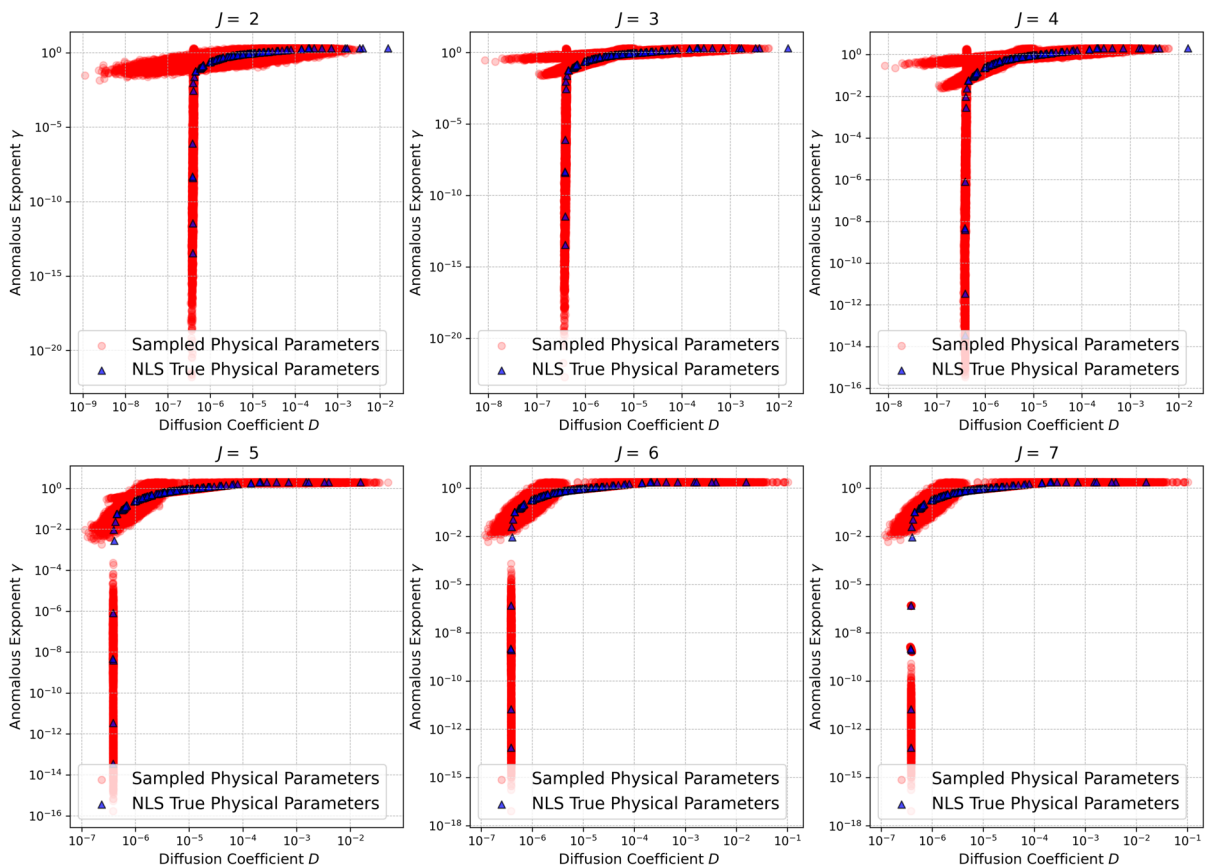 J = 2
J = 3
J = 4
Anomalous Exponent γ
10⁰
10⁻⁵
10⁻¹⁰
10⁻¹⁵
10⁻²⁰
Sampled Physical Parameters
NLS True Physical Parameters
10⁻⁹ 10⁻⁸ 10⁻⁷ 10⁻⁶ 10⁻⁵ 10⁻⁴ 10⁻³ 10⁻²
Diffusion Coefficient D
Anomalous Exponent γ
10⁰
10⁻⁵
10⁻¹⁰
10⁻¹⁵
10⁻²⁰
Sampled Physical Parameters
NLS True Physical Parameters
10⁻⁸ 10⁻⁷ 10⁻⁶ 10⁻⁵ 10⁻⁴ 10⁻³ 10⁻²
Diffusion Coefficient D
Anomalous Exponent γ
10⁰
10⁻²
10⁻⁴
10⁻⁶
10⁻⁸
10⁻¹⁰
10⁻¹²
10⁻¹⁴
10⁻¹⁶
Sampled Physical Parameters
NLS True Physical Parameters
10⁻⁸ 10⁻⁷ 10⁻⁶ 10⁻⁵ 10⁻⁴ 10⁻³ 10⁻²
Diffusion Coefficient D
J = 5
J = 6
J = 7
Anomalous Exponent γ
10⁰
10⁻²
10⁻⁴
10⁻⁶
10⁻⁸
10⁻¹⁰
10⁻¹²
10⁻¹⁴
10⁻¹⁶
Sampled Physical Parameters
NLS True Physical Parameters
10⁻⁷ 10⁻⁶ 10⁻⁵ 10⁻⁴ 10⁻³ 10⁻²
Diffusion Coefficient D
Anomalous Exponent γ
10⁰
10⁻²
10⁻⁵
10⁻⁸
10⁻¹⁰
10⁻¹²
10⁻¹⁵
10⁻¹⁸
Sampled Physical Parameters
NLS True Physical Parameters
10⁻⁷ 10⁻⁶ 10⁻⁵ 10⁻⁴ 10⁻³ 10⁻² 10⁻¹
Diffusion Coefficient D
Anomalous Exponent γ
10⁰
10⁻²
10⁻⁵
10⁻⁸
10⁻¹⁰
10⁻¹²
10⁻¹⁵
10⁻¹⁸
Sampled Physical Parameters
NLS True Physical Parameters
10⁻⁷ 10⁻⁶ 10⁻⁵ 10⁻⁴ 10⁻³ 10⁻² 10⁻¹
Diffusion Coefficient D